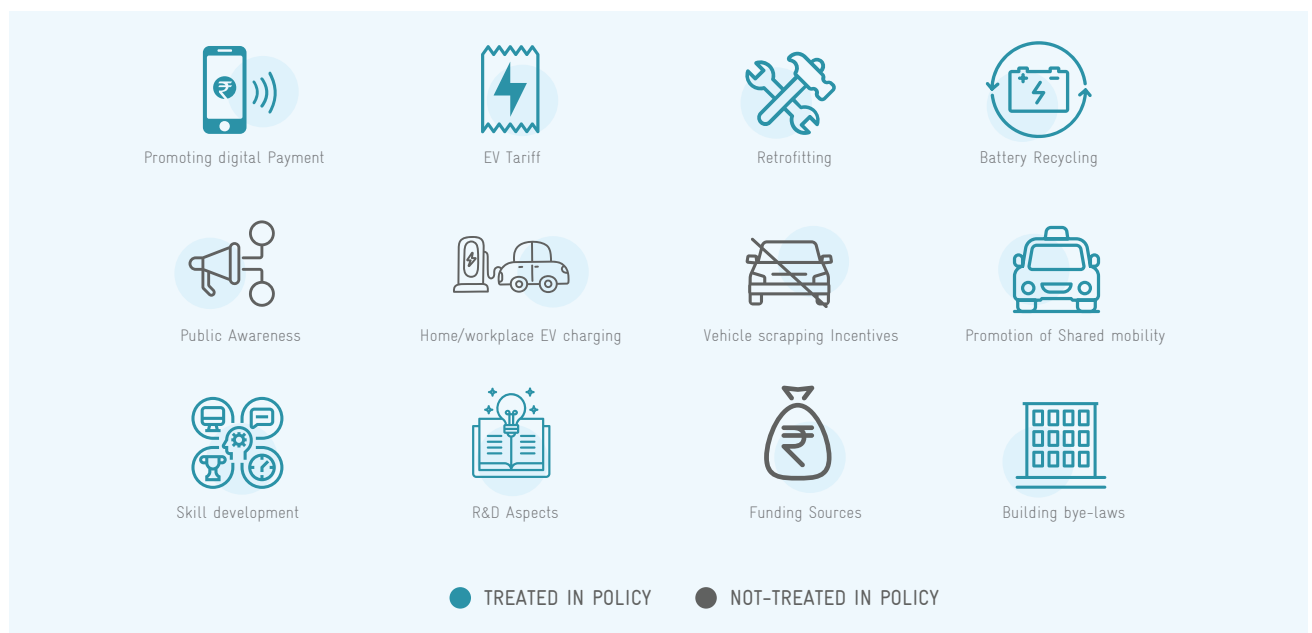 Promoting digital Payment
EV Tariff
Retrofitting
Battery Recycling
Public Awareness
Home/workplace EV charging
Vehicle scrapping Incentives
Promotion of Shared mobility
Skill development
R&D Aspects
Funding Sources
Building bye-laws
TREATED IN POLICY
NOT-TREATED IN POLICY